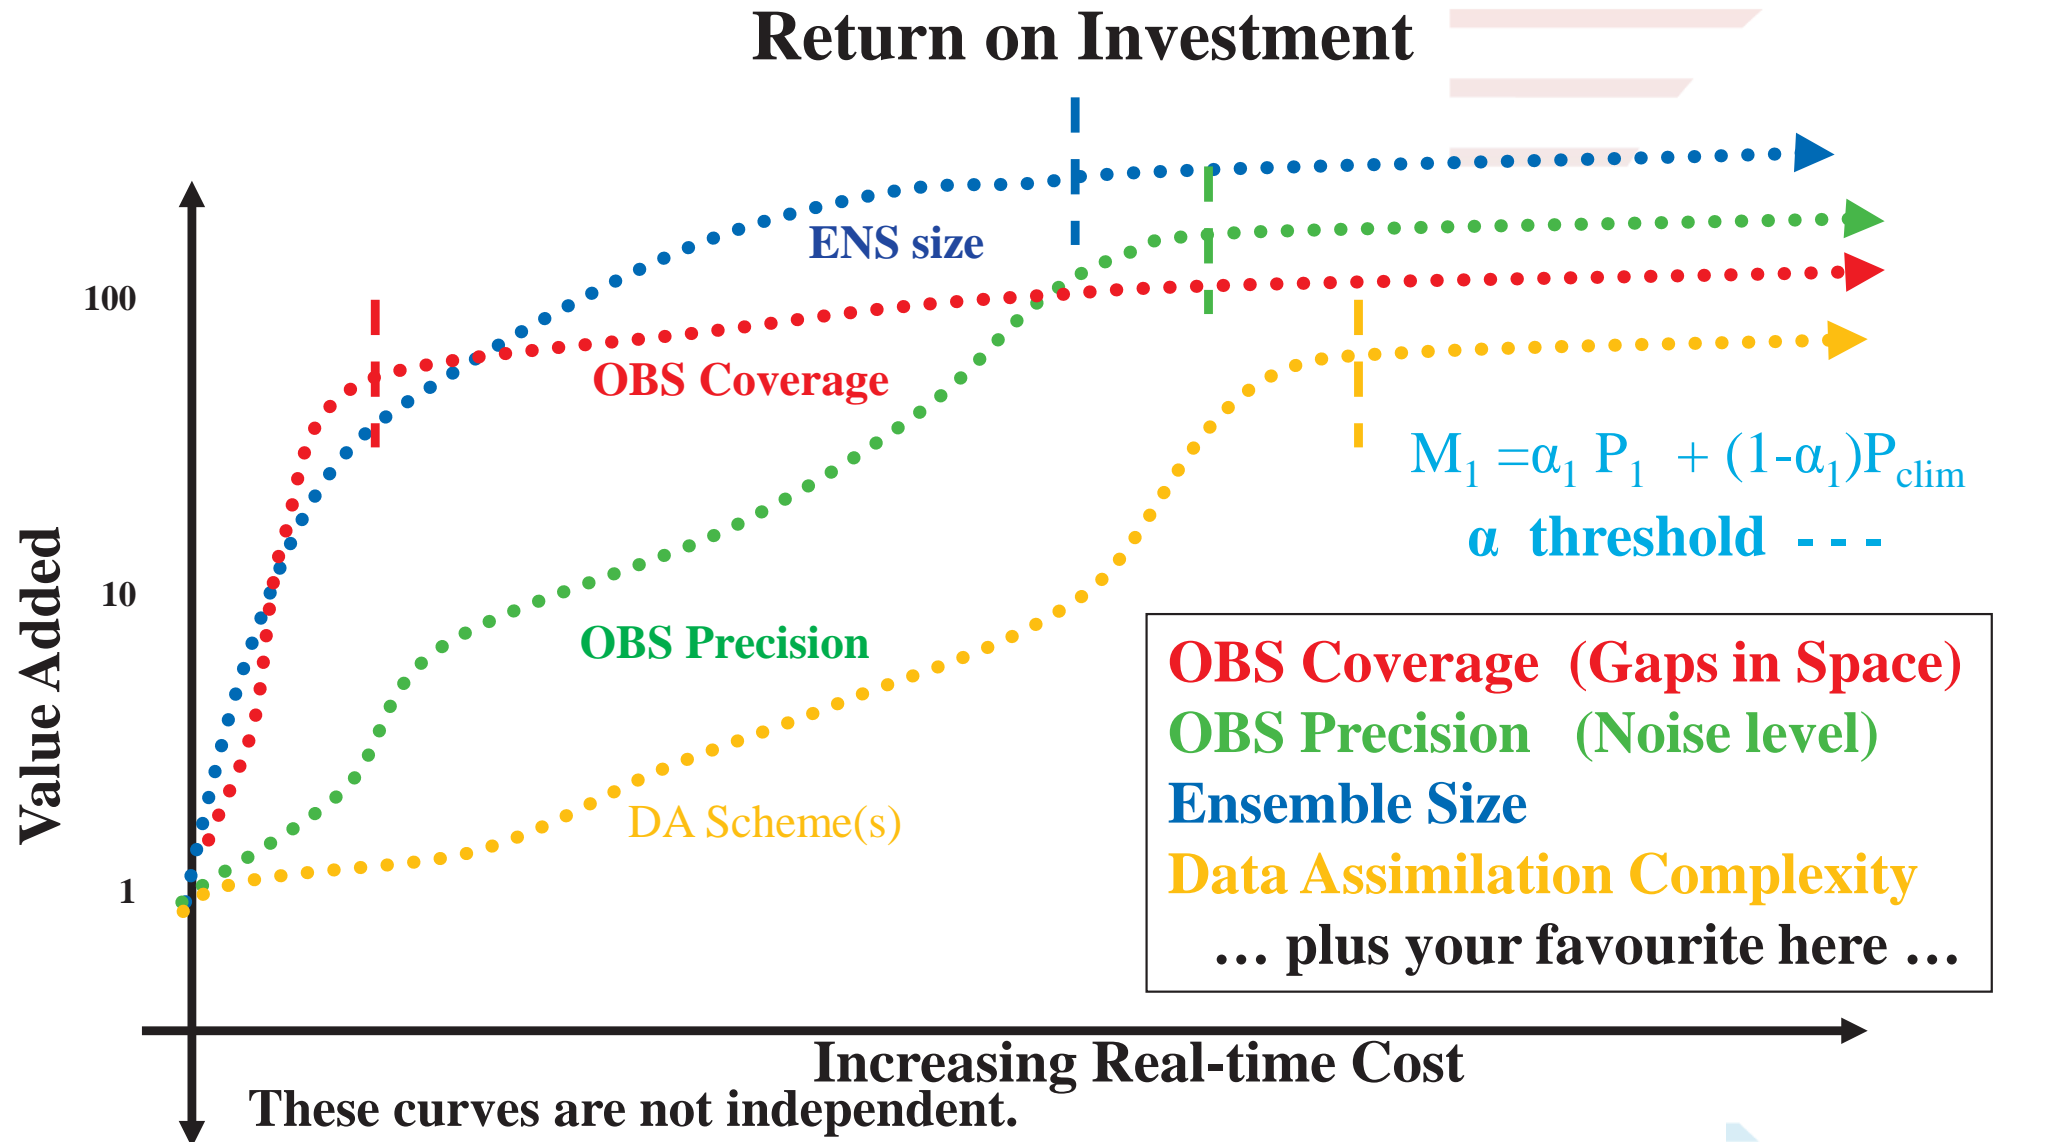 Return on Investment
ENS size
100
OBS Coverage
M₁ =α₁ P₁ + (1-α₁)Pclim
α threshold - - -
10
Value Added
OBS Precision
OBS Coverage (Gaps in Space)
OBS Precision (Noise level)
Ensemble Size
DA Scheme(s)
Data Assimilation Complexity
1
… plus your favourite here …
Increasing Real-time Cost
These curves are not independent.